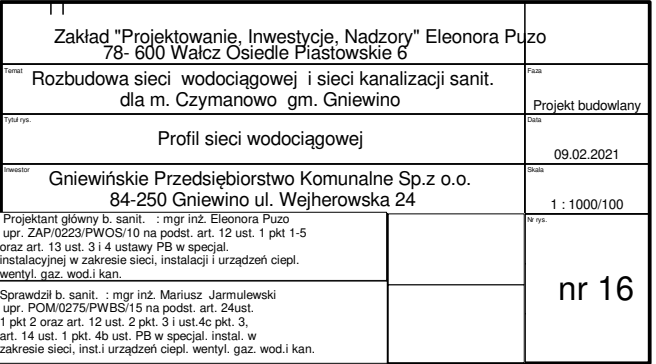 Zakład "Projektowanie, Inwestycje, Nadzory" Eleonora Puzo
78- 600 Wałcz Osiedle Piastowskie 6
Temat
Rozbudowa sieci wodociągowej i sieci kanalizacji sanit.
dla m. Czymanowo gm. Gniewino
Faza
Projekt budowlany
Tytuł rys.
Profil sieci wodociągowej
Data
09.02.2021
Inwestor
Gniewińskie Przedsiębiorstwo Komunalne Sp.z o.o.
84-250 Gniewino ul. Wejherowska 24
Skala
1 : 1000/100
Projektant główny b. sanit. : mgr inż. Eleonora Puzo
upr. ZAP/0223/PWOS/10 na podst. art. 12 ust. 1 pkt 1-5
oraz art. 13 ust. 3 i 4 ustawy PB w specjal.
instalacyjnej w zakresie sieci, instalacji i urządzeń ciepl.
wentyl. gaz. wod.i kan.
Nr rys.
nr 16
Sprawdził b. sanit. : mgr inż. Mariusz Jarmulewski
upr. POM/0275/PWBS/15 na podst. art. 24ust.
1 pkt 2 oraz art. 12 ust. 2 pkt. 3 i ust.4c pkt. 3,
art. 14 ust. 1 pkt. 4b ust. PB w specjal. instal. w
zakresie sieci, inst.i urządzeń ciepl. wentyl. gaz. wod.i kan.